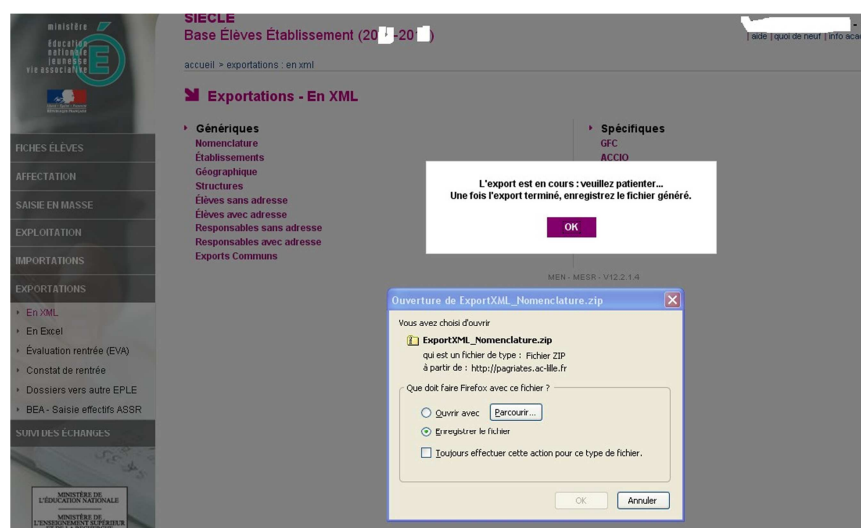 ministère
éducation
nationale
jeunesse
vie associative
SIECLE
Base Élèves Établissement (20 -20 )
| aide | quoi de neuf | info aca
accueil > exportations : en xml
Exportations - En XML
Génériques
Nomenclature
Établissements
Géographique
Structures
Élèves sans adresse
Élèves avec adresse
Responsables sans adresse
Responsables avec adresse
Exports Communs
Spécifiques
GFC
ACCIO
L'export est en cours : veuillez patienter...
Une fois l'export terminé, enregistrez le fichier généré.
OK
MEN - MESR - V12.2.1.4
FICHES ÉLÈVES
AFFECTATION
SAISIE EN MASSE
EXPLOITATION
IMPORTATIONS
EXPORTATIONS
En XML
En Excel
Évaluation rentrée (EVA)
Constat de rentrée
Dossiers vers autre EPLE
BEA - Saisie effectifs ASSR
SUIVI DES ÉCHANGES
MINISTÈRE DE
L'ÉDUCATION NATIONALE
MINISTÈRE DE
L'ENSEIGNEMENT SUPÉRIEUR
ET DE LA RECHERCHE
Ouverture de ExportXML_Nomenclature.zip
Vous avez choisi d'ouvrir
ExportXML_Nomenclature.zip
qui est un fichier de type : Fichier ZIP
à partir de : http://pagriates.ac-lille.fr
Que doit faire Firefox avec ce fichier ?
Ouvrir avec Parcourir...
Enregistrer le fichier
Toujours effectuer cette action pour ce type de fichier.
OK Annuler